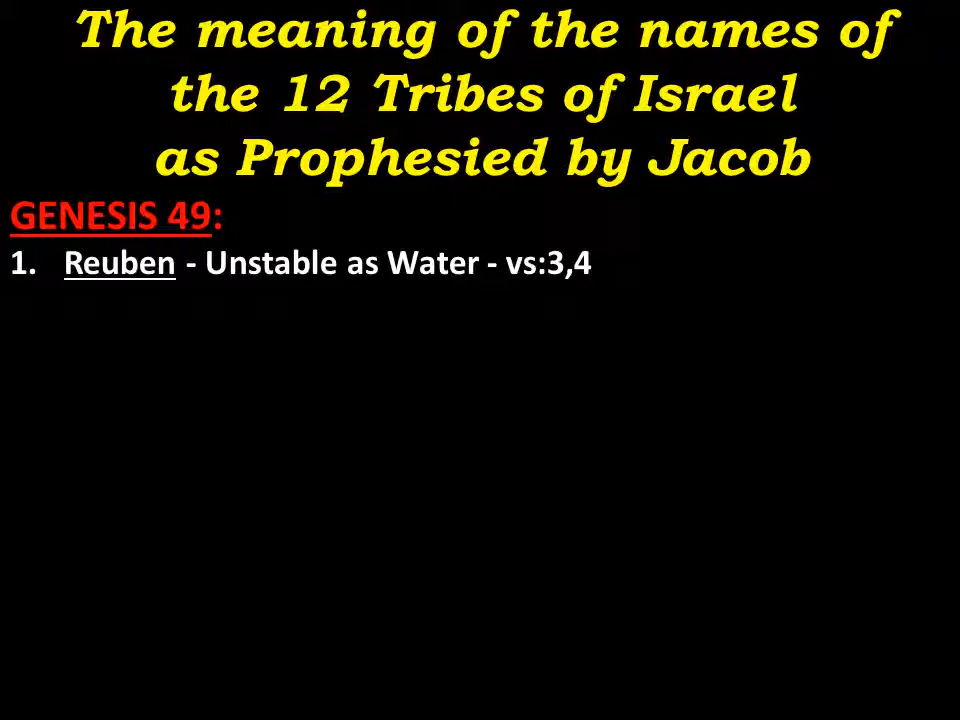 The meaning of the names of
the 12 Tribes of Israel
as Prophesied by Jacob
GENESIS 49:
1. Reuben - Unstable as Water - vs:3,4